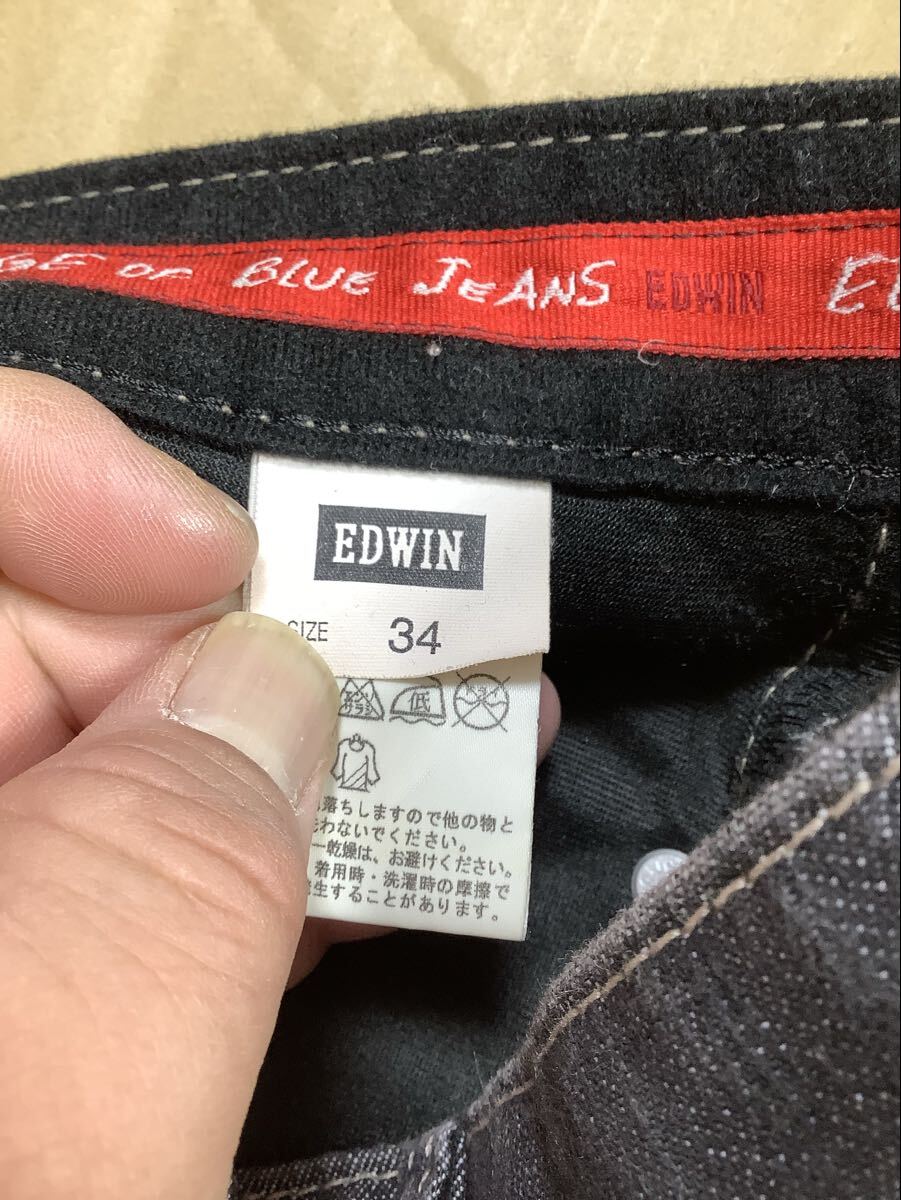 OF BLUE JEANS EDWIN
EDWIN
SIZE 34
低
落ちしますので他の物と
わないでください。
乾燥は、お避けください。
着用時・洗濯時の摩擦で
生することがあります。